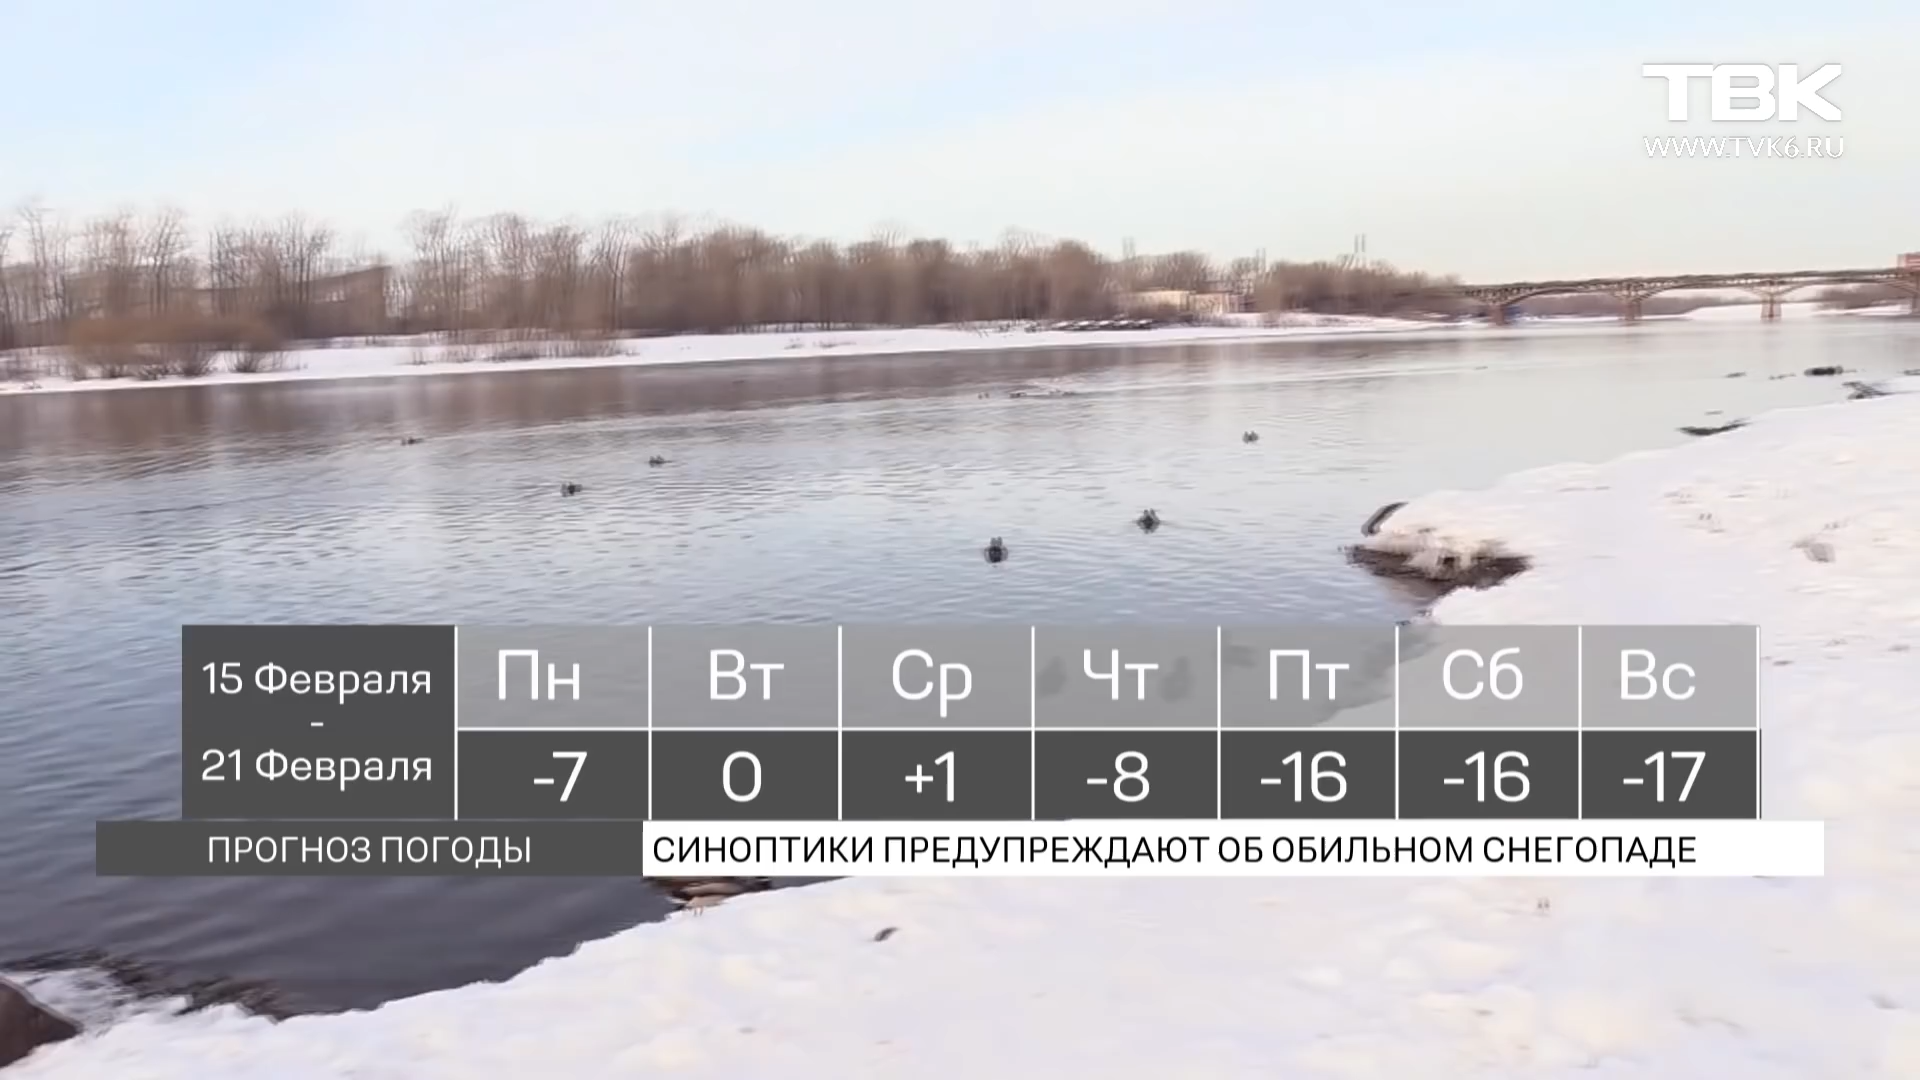 ТВК
WWW.TVK6.RU
15 Февраля
-
21 Февраля
Пн Вт Ср Чт Пт Сб Вс
-7 0 +1 -8 -16 -16 -17
ПРОГНОЗ ПОГОДЫ
СИНОПТИКИ ПРЕДУПРЕЖДАЮТ ОБ ОБИЛЬНОМ СНЕГОПАДЕ